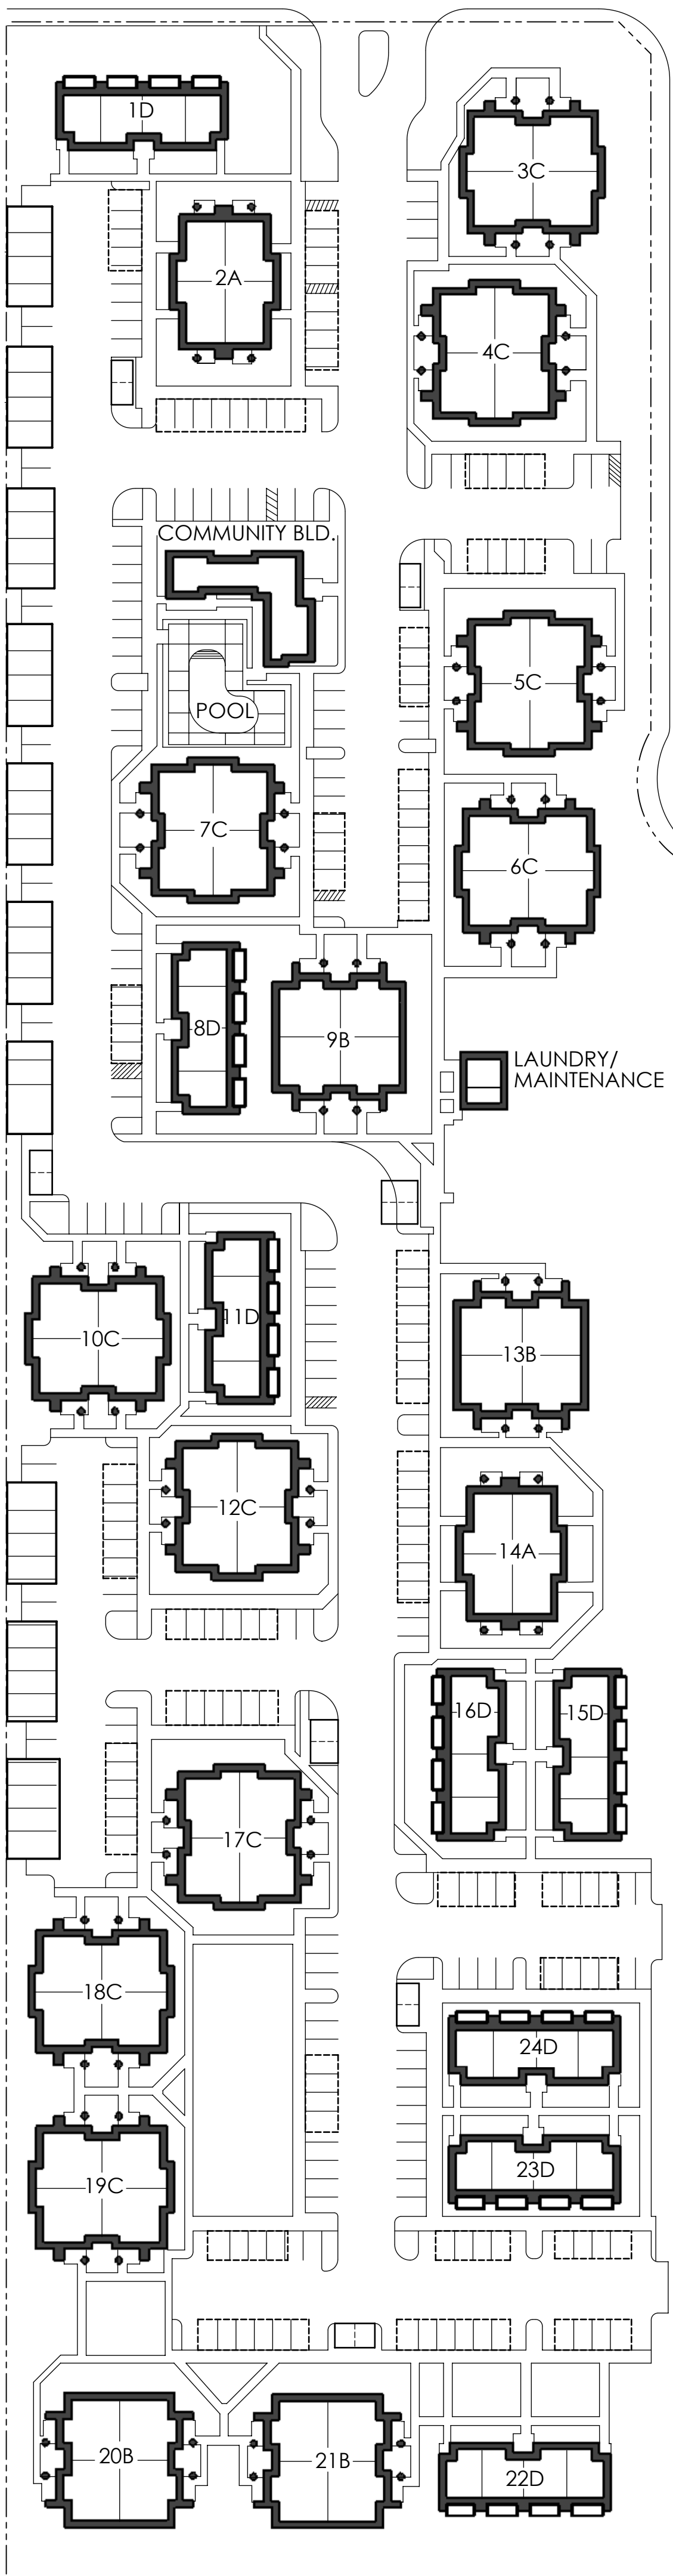 1D
3C
2A
4C
COMMUNITY BLD.
5C
POOL
7C
6C
8D
9B
LAUNDRY/
MAINTENANCE
11D
10C
13B
12C
14A
16D
15D
17C
18C
24D
23D
19C
20B
21B
22D